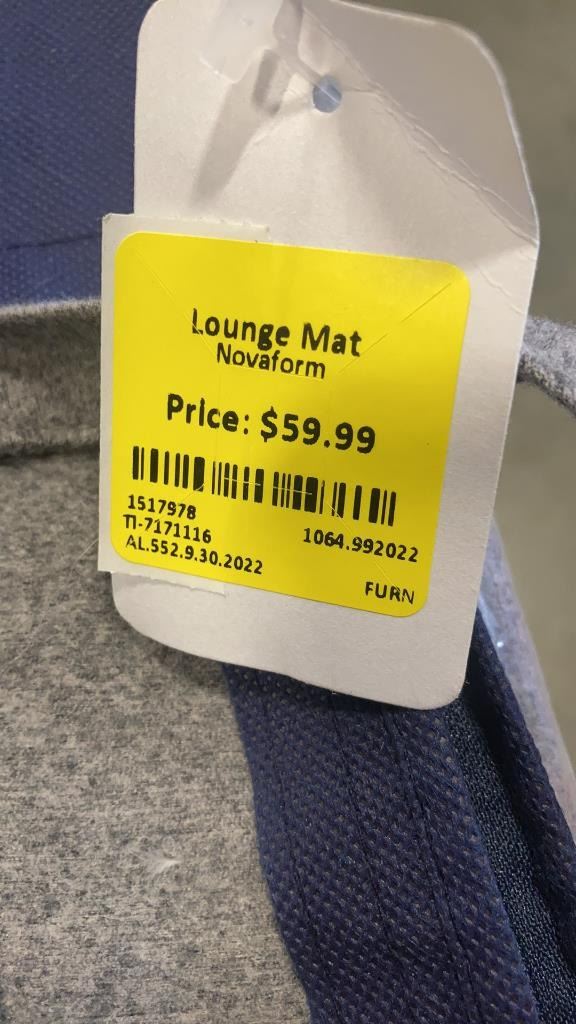 Lounge Mat
Novaform
Price: $59.99
1517978
TI-7171116
1064.992022
AL.552.9.30.2022
FURN